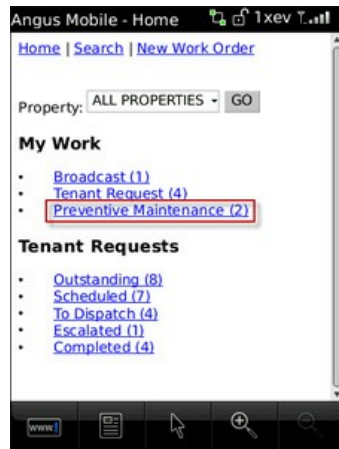 Angus Mobile - Home 1xev
Home | Search | New Work Order
Property: ALL PROPERTIES GO
My Work
• Broadcast (1)
• Tenant Request (4)
• Preventive Maintenance (2)
Tenant Requests
• Outstanding (8)
• Scheduled (7)
• To Dispatch (4)
• Escalated (1)
• Completed (4)
www